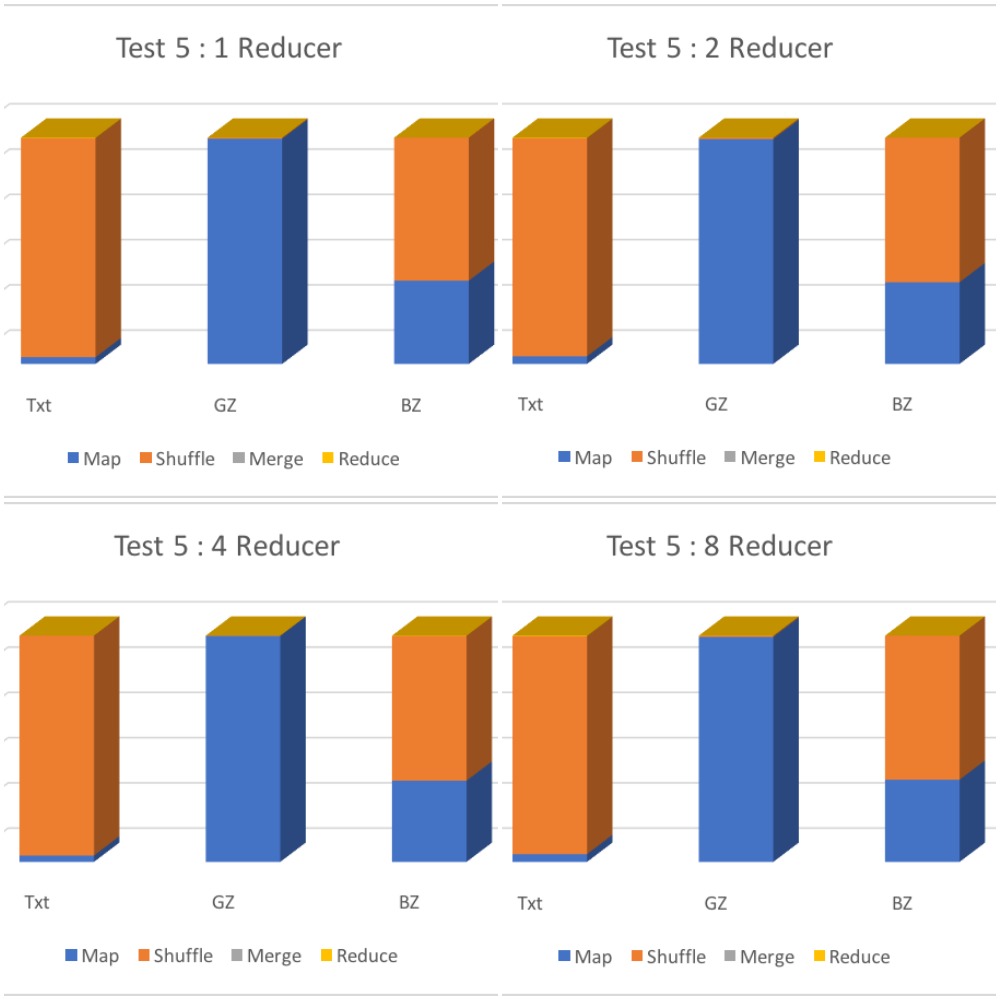 Test 5 : 1 Reducer
Txt GZ BZ
Map Shuffle Merge Reduce
Test 5 : 2 Reducer
Txt GZ BZ
Map Shuffle Merge Reduce
Test 5 : 4 Reducer
Txt GZ BZ
Map Shuffle Merge Reduce
Test 5 : 8 Reducer
Txt GZ BZ
Map Shuffle Merge Reduce